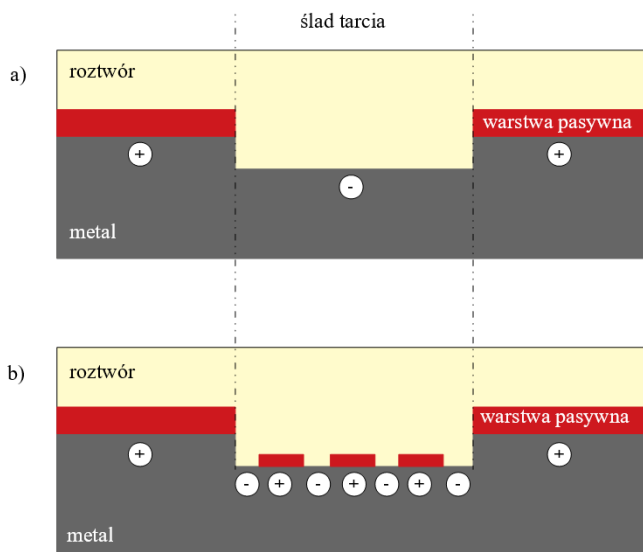 ślad tarcia
a)
roztwór
warstwa pasywna
+
+
-
metal
b)
roztwór
warstwa pasywna
+
+
- + - + - + -
metal